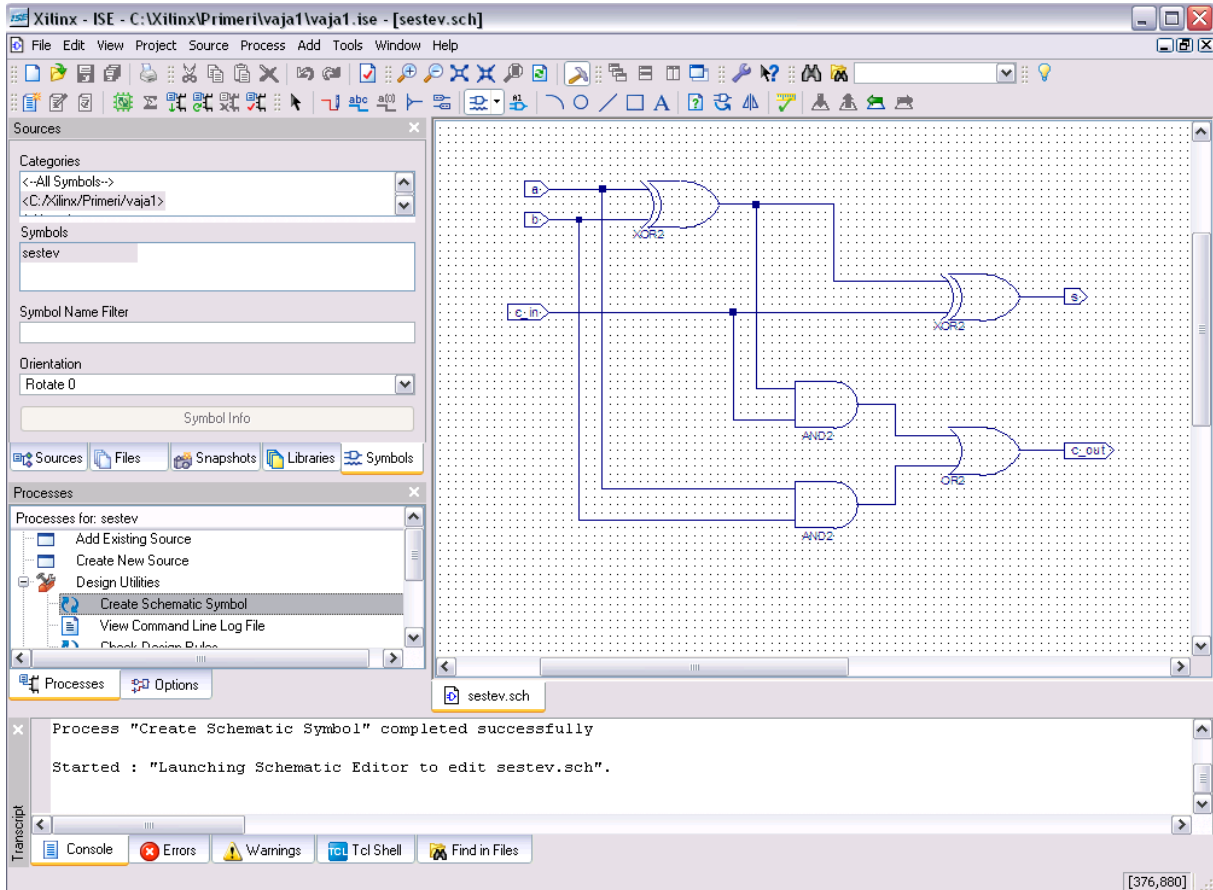 Xilinx - ISE - C:\Xilinx\Primeri\vaja1\vaja1.ise - [sestev.sch]
File Edit View Project Source Process Add Tools Window Help
Sources
Categories
<--All Symbols-->
<C:/Xilinx/Primeri/vaja1>
Symbols
sestev
Symbol Name Filter
Orientation
Rotate 0
Symbol Info
Sources Files Snapshots Libraries Symbols
Processes
Processes for: sestev
Add Existing Source
Create New Source
Design Utilities
Create Schematic Symbol
View Command Line Log File
Check Design Rules
Processes Options
a
b
XOR2
c_in
s
XOR2
AND2
c_out
OR2
AND2
sestev.sch
Process "Create Schematic Symbol" completed successfully
Started : "Launching Schematic Editor to edit sestev.sch".
Transcript
Console Errors Warnings TCL Tcl Shell Find in Files
[376,880]